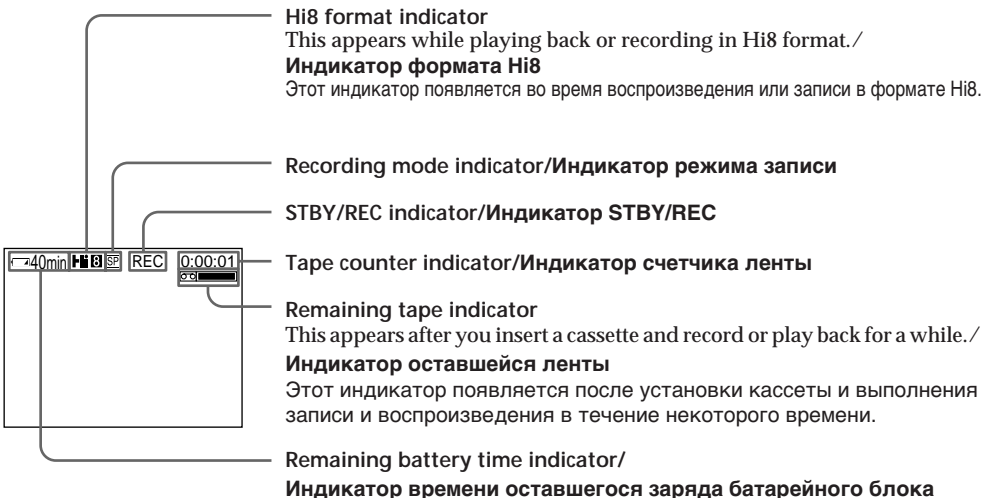 Hi8 format indicator
This appears while playing back or recording in Hi8 format./
Индикатор формата Hi8
Этот индикатор появляется во время воспроизведения или записи в формате Hi8.
Recording mode indicator/Индикатор режима записи
STBY/REC indicator/Индикатор STBY/REC
40min Hi8 SP REC 0:00:01
Tape counter indicator/Индикатор счетчика ленты
Remaining tape indicator
This appears after you insert a cassette and record or play back for a while./
Индикатор оставшейся ленты
Этот индикатор появляется после установки кассеты и выполнения
записи и воспроизведения в течение некоторого времени.
Remaining battery time indicator/
Индикатор времени оставшегося заряда батарейного блока